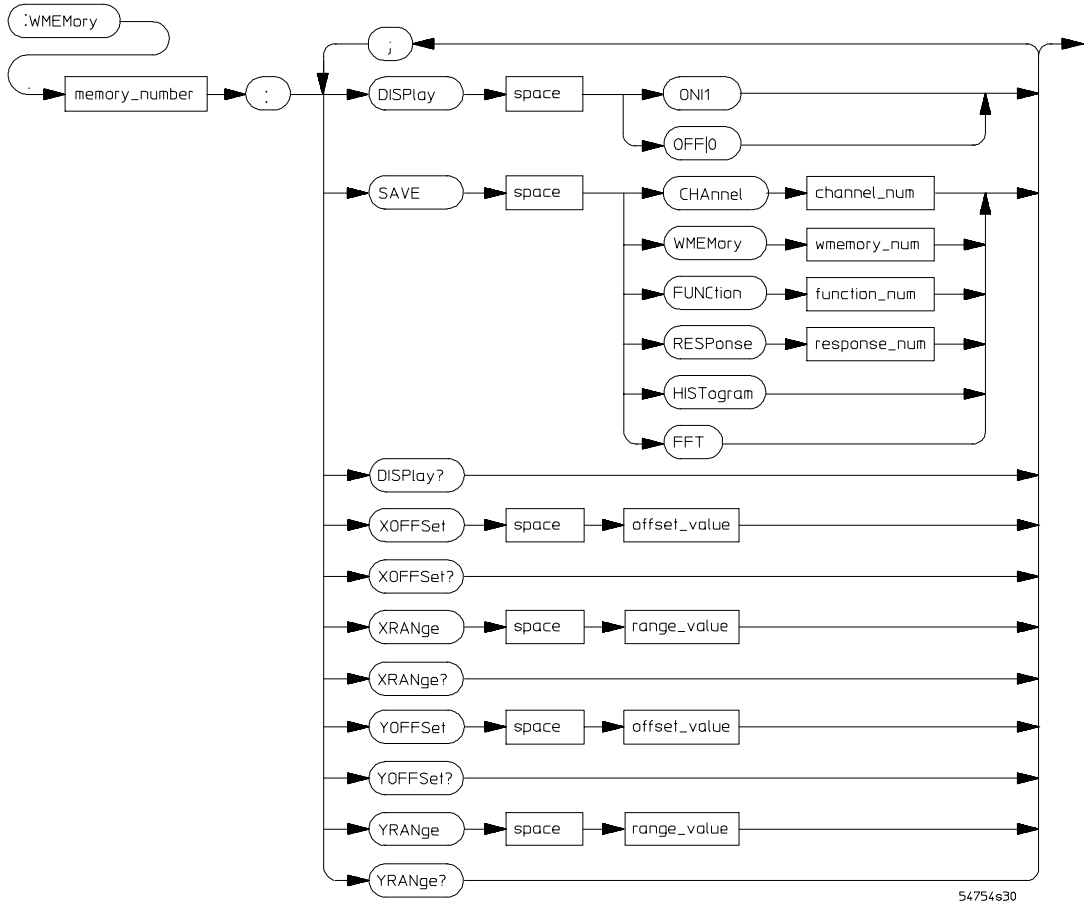 :WMEMory
;
memory_number : DISPlay space ON|1
OFF|0
SAVE space CHAnnel channel_num
WMEMory wmemory_num
FUNCtion function_num
RESPonse response_num
HISTogram
FFT
DISPlay?
XOFFSet space offset_value
XOFFSet?
XRANge space range_value
XRANge?
YOFFSet space offset_value
YOFFSet?
YRANge space range_value
YRANge?
54754s30